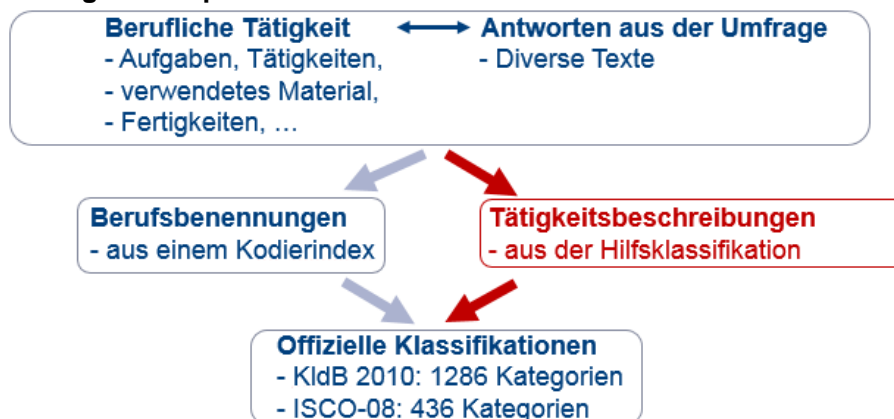 Berufliche Tätigkeit
- Aufgaben, Tätigkeiten,
- verwendetes Material,
- Fertigkeiten, …
Antworten aus der Umfrage
- Diverse Texte
Berufsbenennungen
- aus einem Kodierindex
Tätigkeitsbeschreibungen
- aus der Hilfsklassifikation
Offizielle Klassifikationen
- KldB 2010: 1286 Kategorien
- ISCO-08: 436 Kategorien